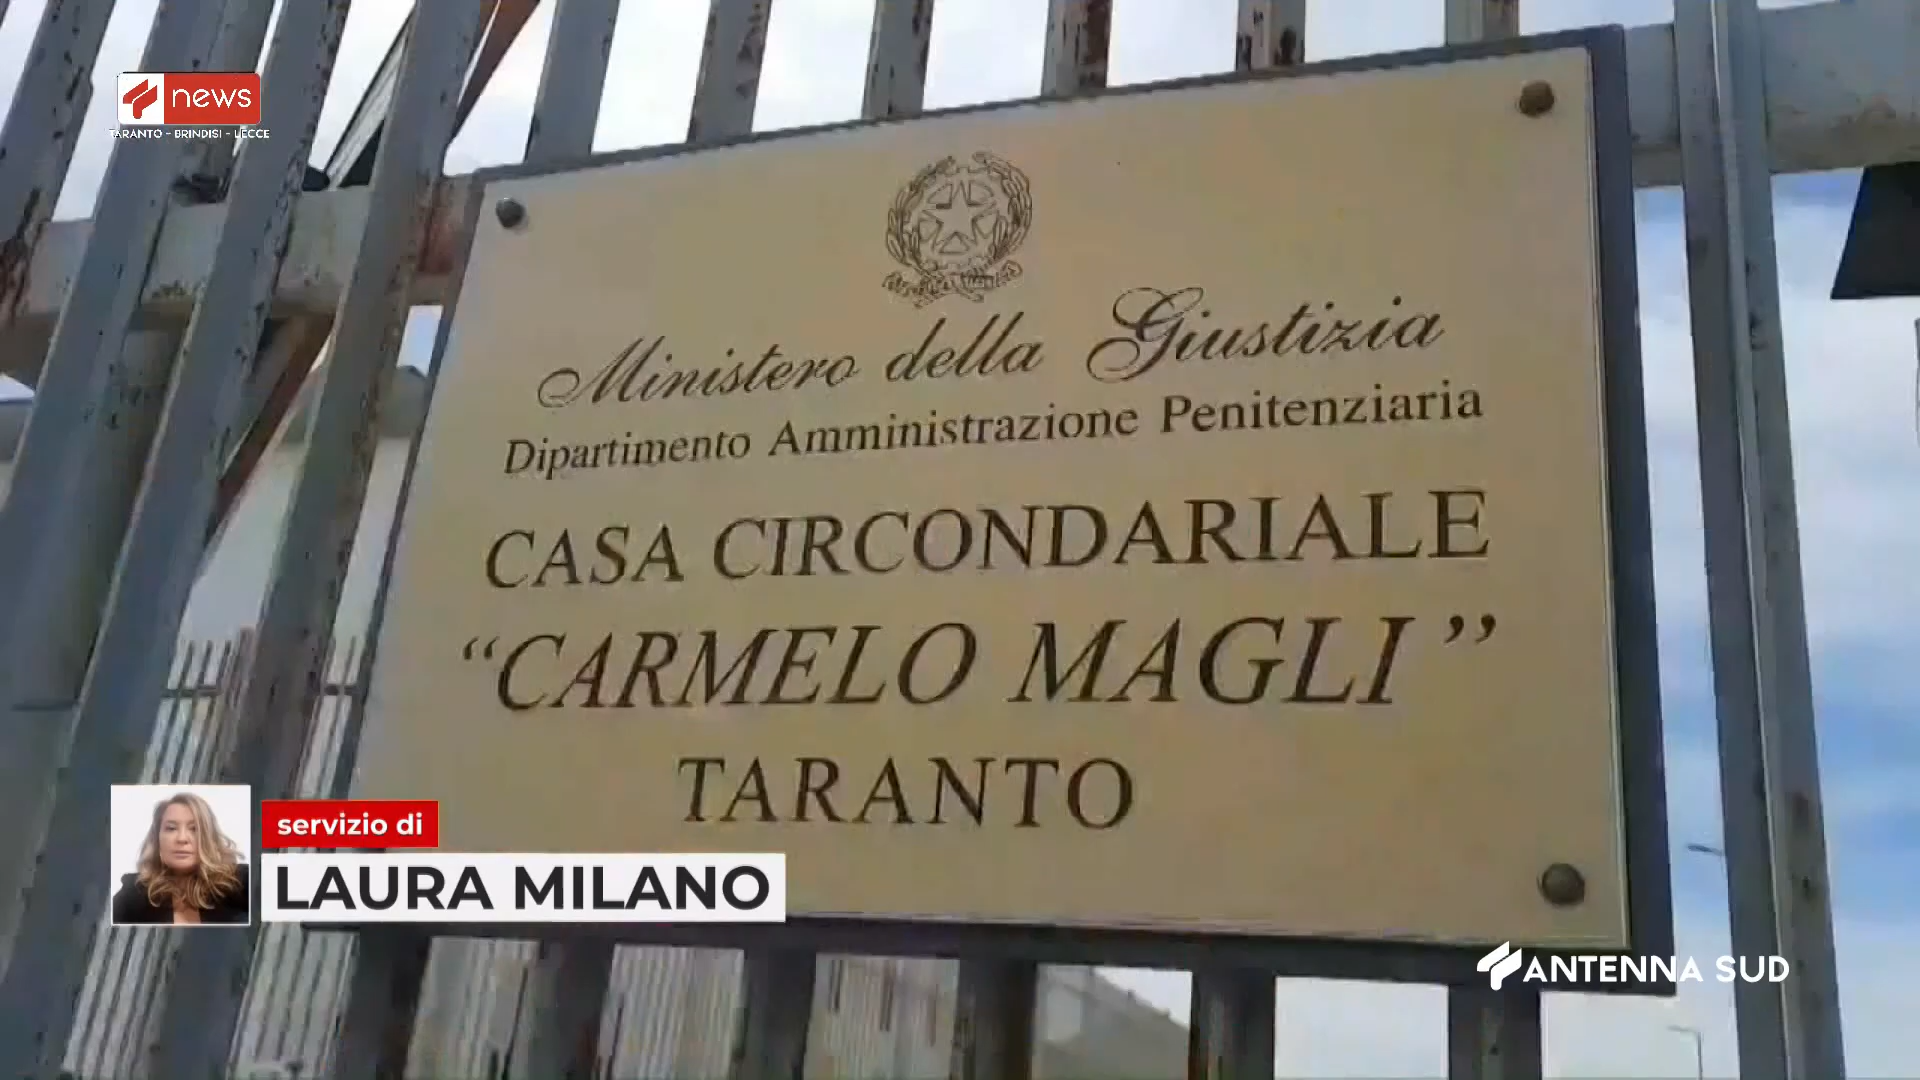 news
TARANTO - BRINDISI - LECCE
Ministero della Giustizia
Dipartimento Amministrazione Penitenziaria
CASA CIRCONDARIALE
“CARMELO MAGLI”
TARANTO
servizio di
LAURA MILANO
ANTENNA SUD